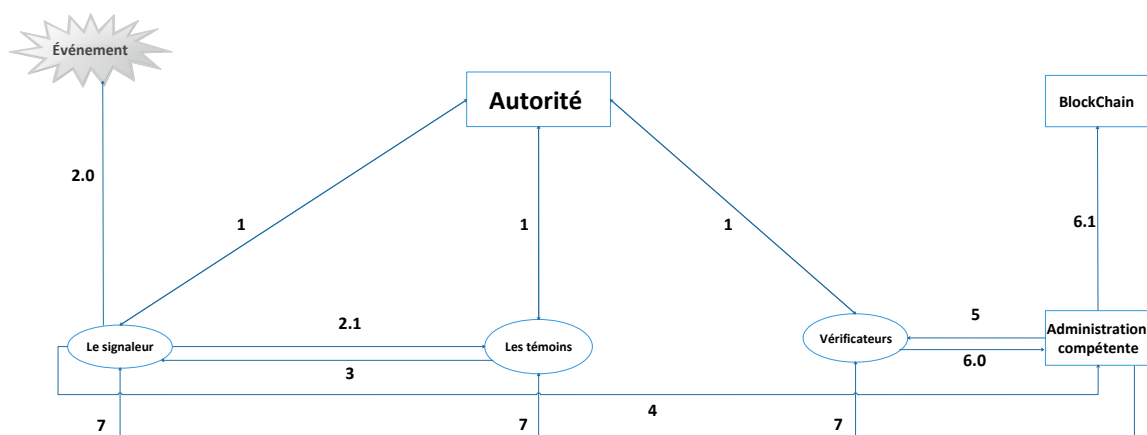 Événement
Autorité
BlockChain
2.0
1
1
1
6.1
2.1
5
Le signaleur
Les témoins
Vérificateurs
Administration
compétente
3
6.0
4
7
7
7